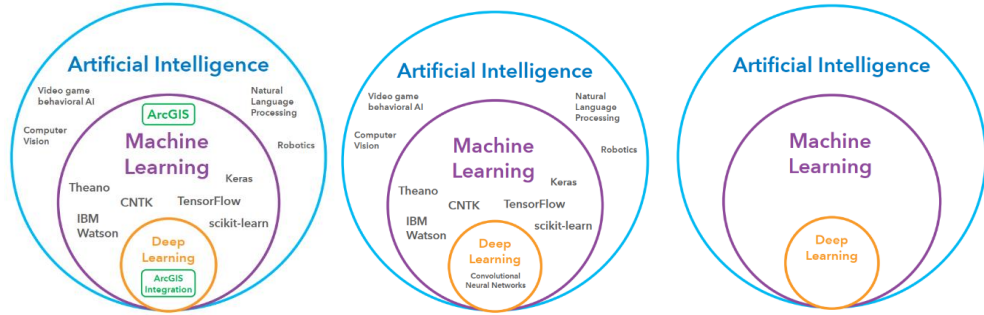 Artificial Intelligence
Video game
behavioral AI
Natural
Language
Processing
ArcGIS
Computer
Vision
Machine
Learning
Robotics
Theano
Keras
CNTK
TensorFlow
IBM
Watson
scikit-learn
Deep
Learning
ArcGIS
Integration
Artificial Intelligence
Video game
behavioral AI
Natural
Language
Processing
Computer
Vision
Machine
Learning
Robotics
Theano
Keras
CNTK
TensorFlow
IBM
Watson
scikit-learn
Deep
Learning
Convolutional
Neural Networks
Artificial Intelligence
Machine
Learning
Deep
Learning